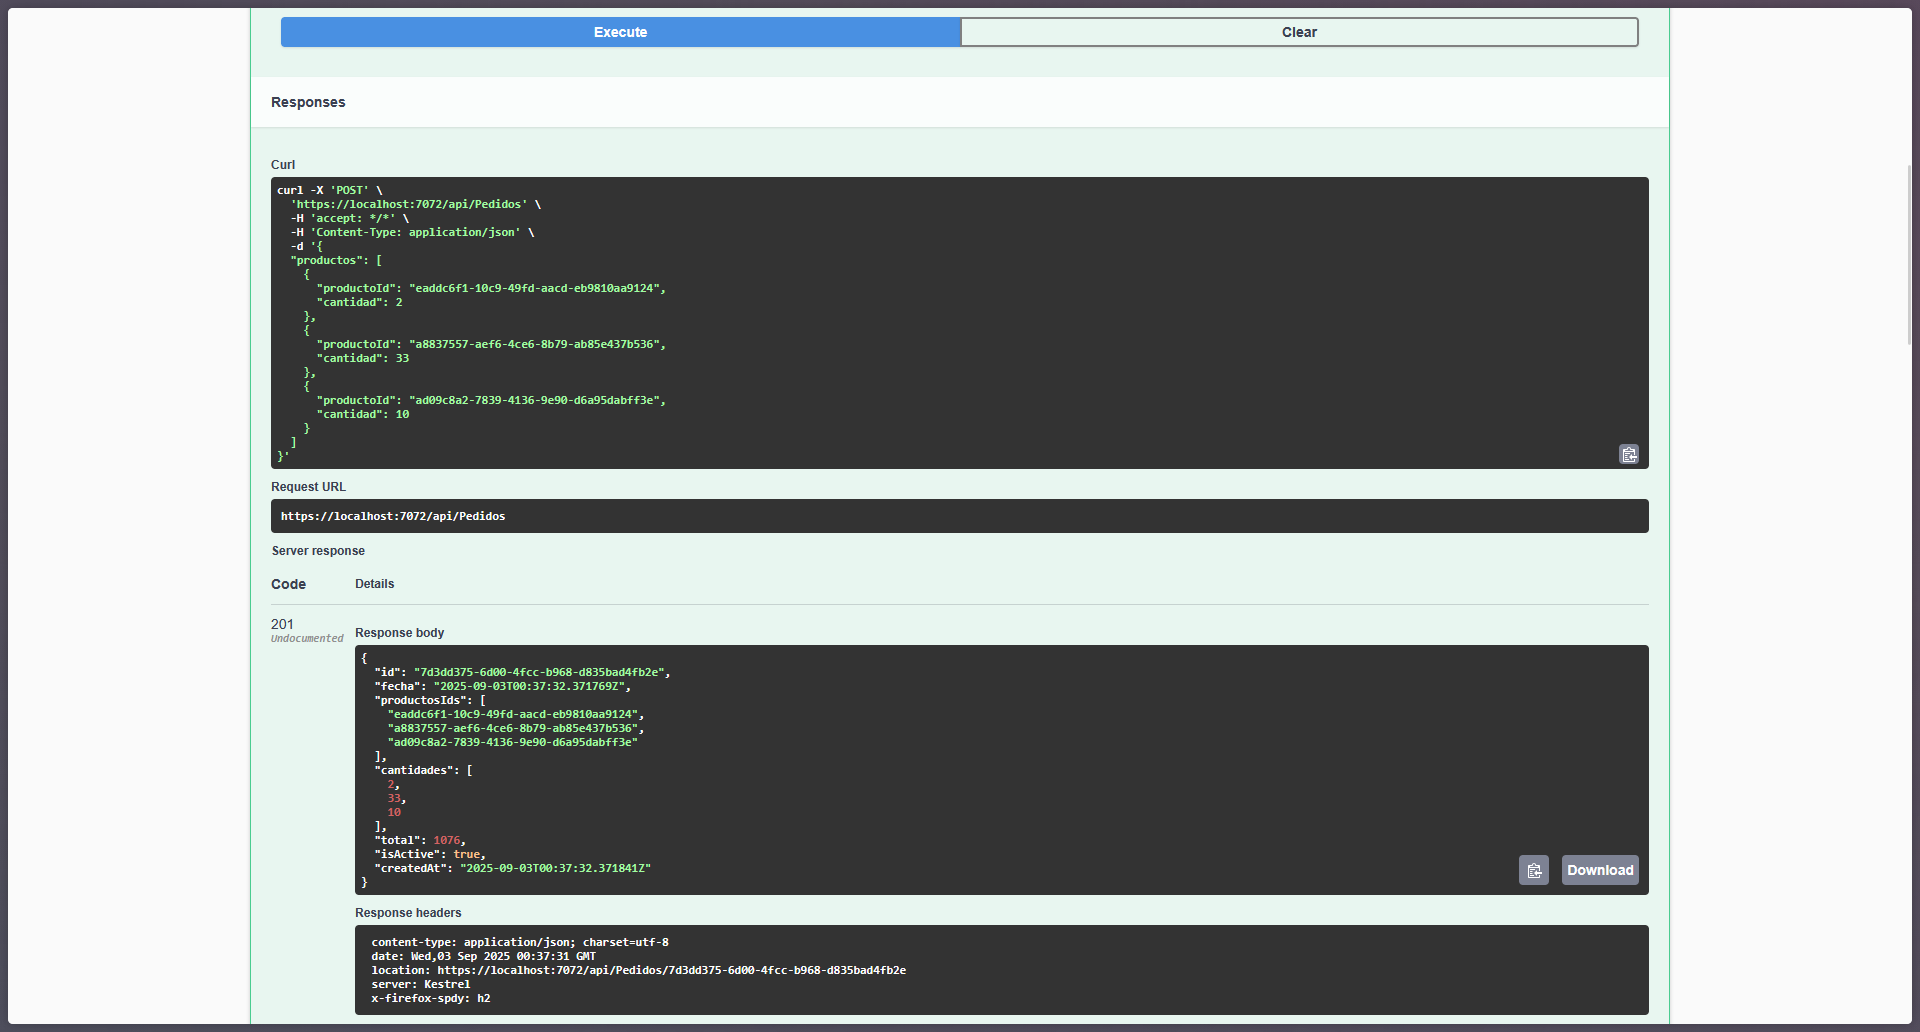 Execute
Clear
Responses
Curl
curl -X 'POST' \
'https://localhost:7072/api/Pedidos' \
-H 'accept: */*' \
-H 'Content-Type: application/json' \
-d '{
"productos": [
{
"productoId": "eaddc6f1-10c9-49fd-aacd-eb9810aa9124",
"cantidad": 2
},
{
"productoId": "a8837557-aef6-4ce6-8b79-ab85e437b536",
"cantidad": 33
},
{
"productoId": "ad09c8a2-7839-4136-9e90-d6a95dabff3e",
"cantidad": 10
}
]
}'
Request URL
https://localhost:7072/api/Pedidos
Server response
Code Details
201
Undocumented
Response body
{
"id": "7d3dd375-6d00-4fcc-b968-d835bad4fb2e",
"fecha": "2025-09-03T00:37:32.371769Z",
"productosIds": [
"eaddc6f1-10c9-49fd-aacd-eb9810aa9124",
"a8837557-aef6-4ce6-8b79-ab85e437b536",
"ad09c8a2-7839-4136-9e90-d6a95dabff3e"
],
"cantidades": [
2,
33,
10
],
"total": 1076,
"isActive": true,
"createdAt": "2025-09-03T00:37:32.371841Z"
}
Download
Response headers
content-type: application/json; charset=utf-8
date: Wed,03 Sep 2025 00:37:31 GMT
location: https://localhost:7072/api/Pedidos/7d3dd375-6d00-4fcc-b968-d835bad4fb2e
server: Kestrel
x-firefox-spdy: h2